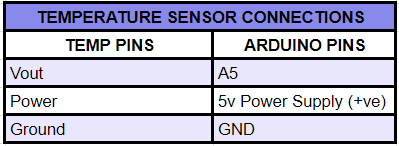 TEMPERATURE SENSOR CONNECTIONS
TEMP PINS ARDUINO PINS
Vout A5
Power 5v Power Supply (+ve)
Ground GND